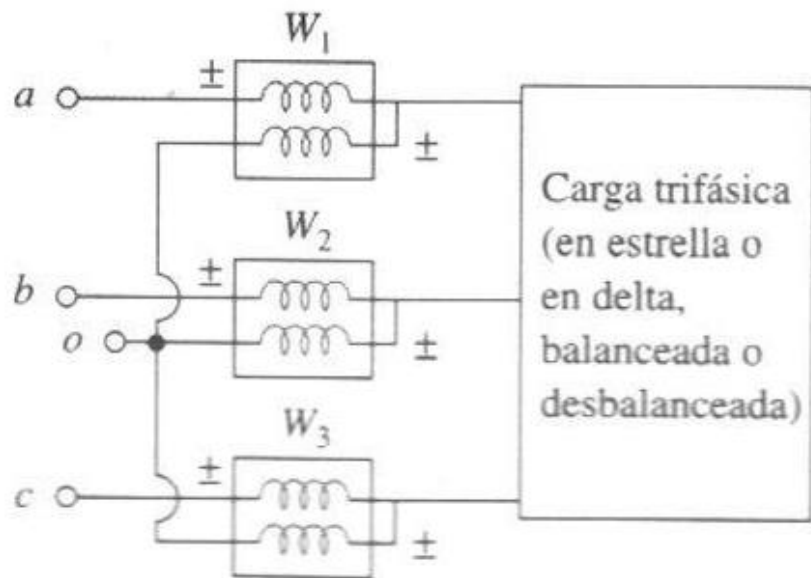 W₁
±
a
±
Carga trifásica
(en estrella o
en delta,
balanceada o
desbalanceada)
W₂
±
b
o
±
W₃
±
c
±